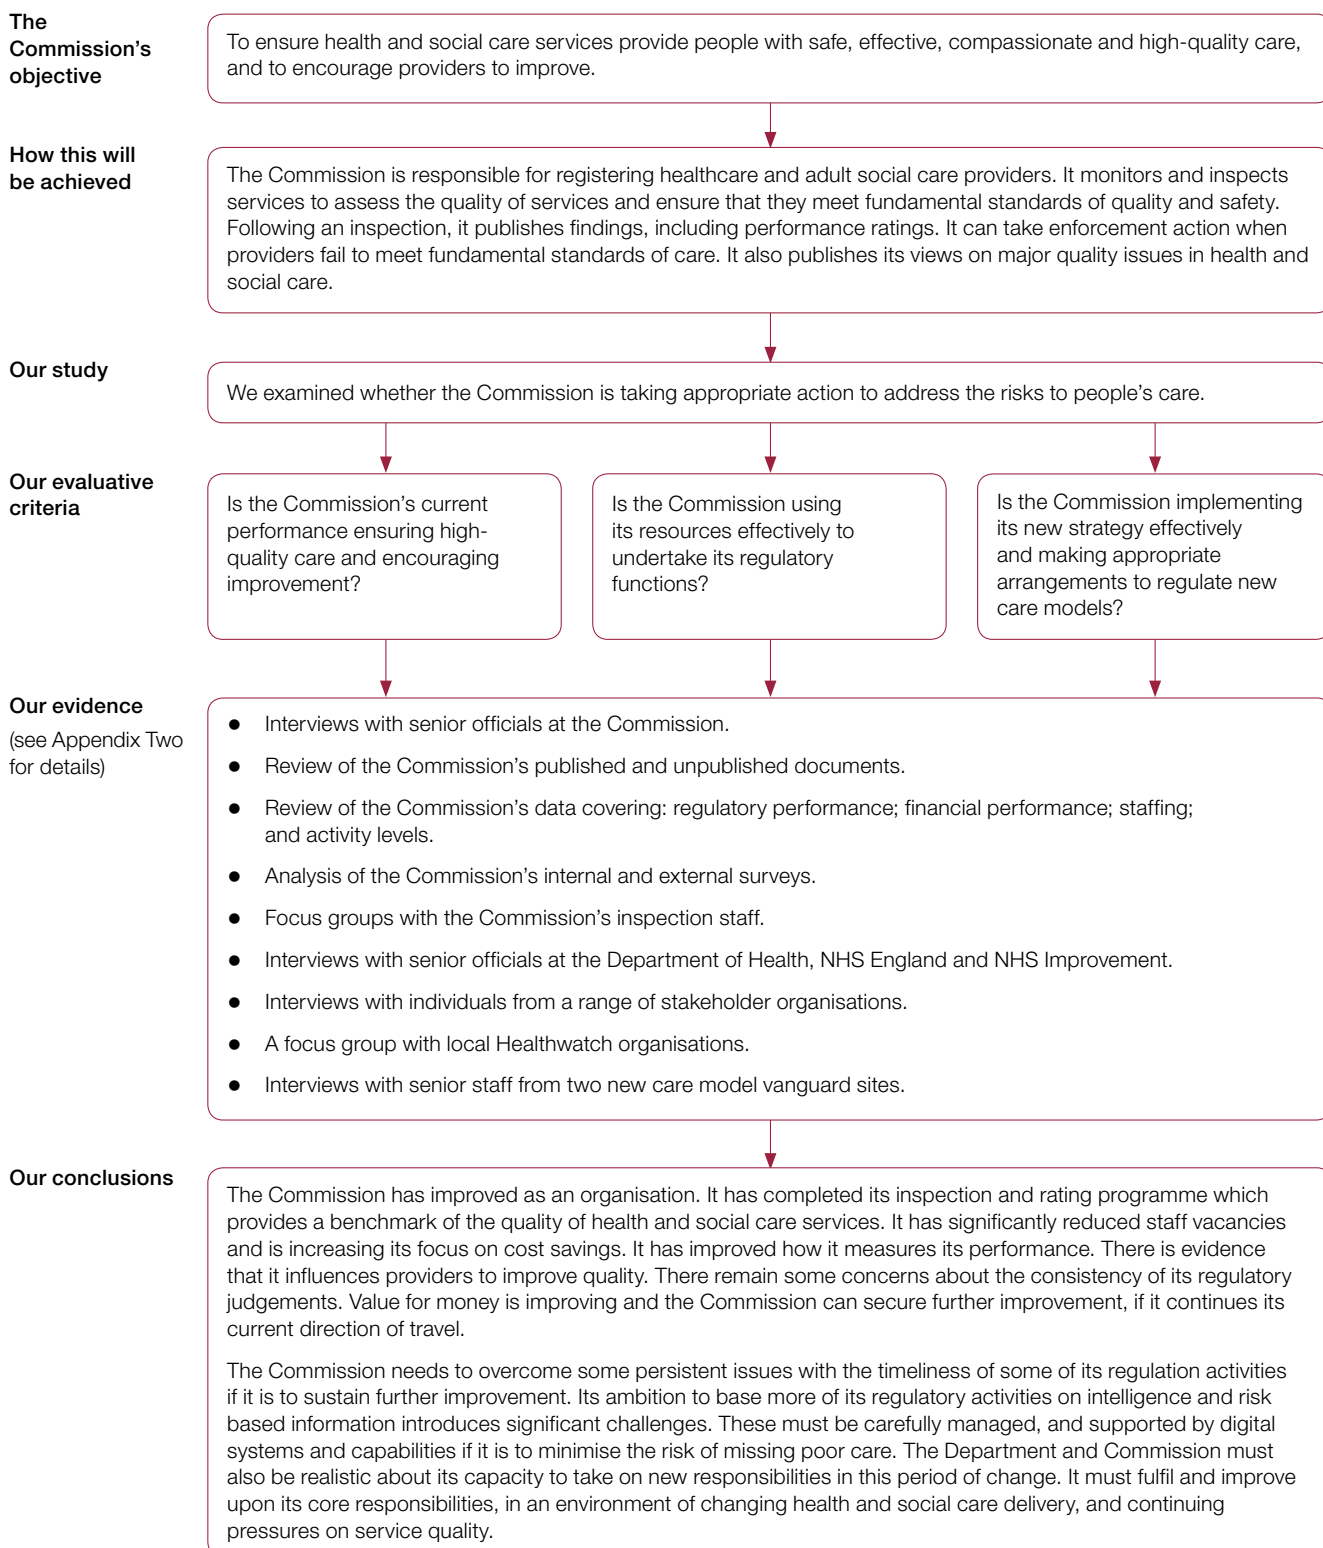 The
Commission's
objective
To ensure health and social care services provide people with safe, effective, compassionate and high-quality care,
and to encourage providers to improve.
How this will
be achieved
The Commission is responsible for registering healthcare and adult social care providers. It monitors and inspects
services to assess the quality of services and ensure that they meet fundamental standards of quality and safety.
Following an inspection, it publishes findings, including performance ratings. It can take enforcement action when
providers fail to meet fundamental standards of care. It also publishes its views on major quality issues in health and
social care.
Our study
We examined whether the Commission is taking appropriate action to address the risks to people's care.
Our evaluative
criteria
Is the Commission's current
performance ensuring high-
quality care and encouraging
improvement?
Is the Commission using
its resources effectively to
undertake its regulatory
functions?
Is the Commission implementing
its new strategy effectively
and making appropriate
arrangements to regulate new
care models?
Our evidence
(see Appendix Two
for details)
● Interviews with senior officials at the Commission.
● Review of the Commission's published and unpublished documents.
● Review of the Commission's data covering: regulatory performance; financial performance; staffing;
and activity levels.
● Analysis of the Commission's internal and external surveys.
● Focus groups with the Commission's inspection staff.
● Interviews with senior officials at the Department of Health, NHS England and NHS Improvement.
● Interviews with individuals from a range of stakeholder organisations.
● A focus group with local Healthwatch organisations.
● Interviews with senior staff from two new care model vanguard sites.
Our conclusions
The Commission has improved as an organisation. It has completed its inspection and rating programme which
provides a benchmark of the quality of health and social care services. It has significantly reduced staff vacancies
and is increasing its focus on cost savings. It has improved how it measures its performance. There is evidence
that it influences providers to improve quality. There remain some concerns about the consistency of its regulatory
judgements. Value for money is improving and the Commission can secure further improvement, if it continues its
current direction of travel.
The Commission needs to overcome some persistent issues with the timeliness of some of its regulation activities
if it is to sustain further improvement. Its ambition to base more of its regulatory activities on intelligence and risk
based information introduces significant challenges. These must be carefully managed, and supported by digital
systems and capabilities if it is to minimise the risk of missing poor care. The Department and Commission must
also be realistic about its capacity to take on new responsibilities in this period of change. It must fulfil and improve
upon its core responsibilities, in an environment of changing health and social care delivery, and continuing
pressures on service quality.